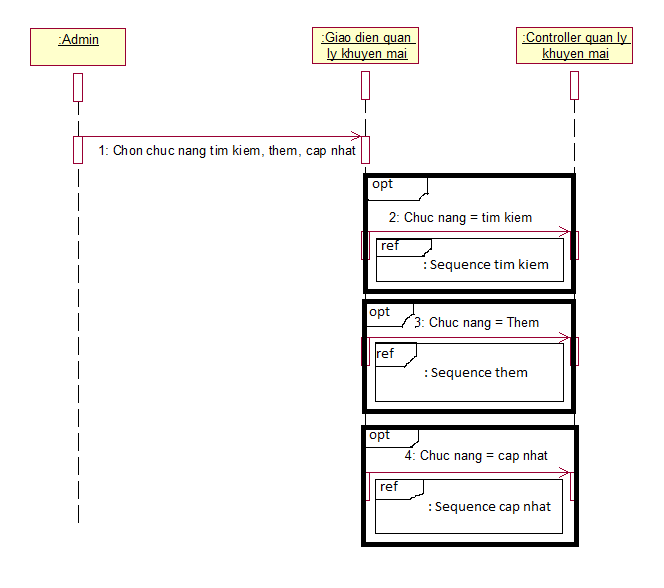 :Admin
:Giao dien quan
ly khuyen mai
:Controller quan ly
khuyen mai
1: Chon chuc nang tim kiem, them, cap nhat
opt
2: Chuc nang = tim kiem
ref
: Sequence tim kiem
opt
3: Chuc nang = Them
ref
: Sequence them
opt
4: Chuc nang = cap nhat
ref
: Sequence cap nhat